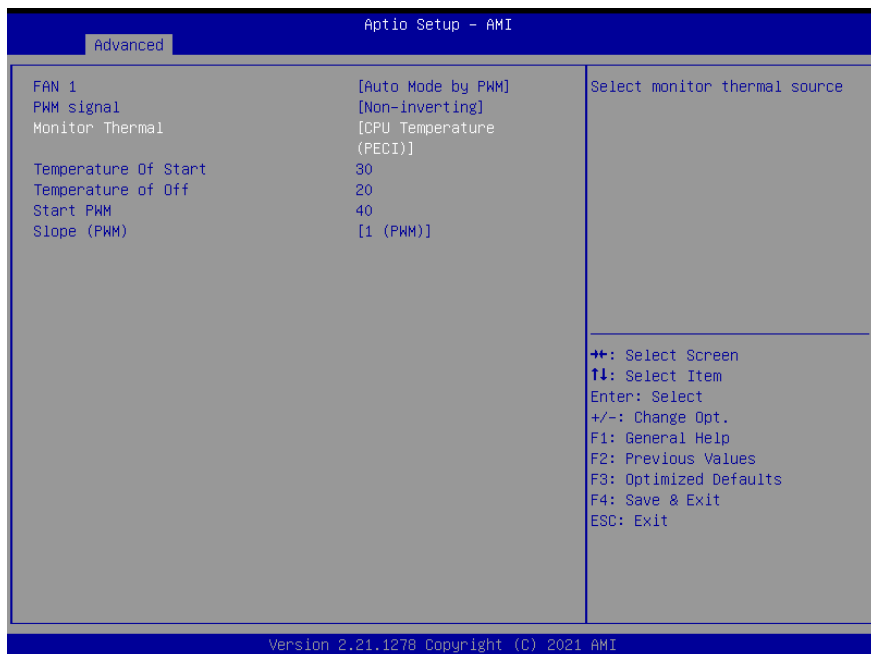 Aptio Setup – AMI
Advanced
FAN 1 [Auto Mode by PWM]
PWM signal [Non-inverting]
Monitor Thermal [CPU Temperature
(PECI)]
Temperature Of Start 30
Temperature of Off 20
Start PWM 40
Slope (PWM) [1 (PWM)]
Select monitor thermal source
→←: Select Screen
↑↓: Select Item
Enter: Select
+/-: Change Opt.
F1: General Help
F2: Previous Values
F3: Optimized Defaults
F4: Save & Exit
ESC: Exit
Version 2.21.1278 Copyright (C) 2021 AMI